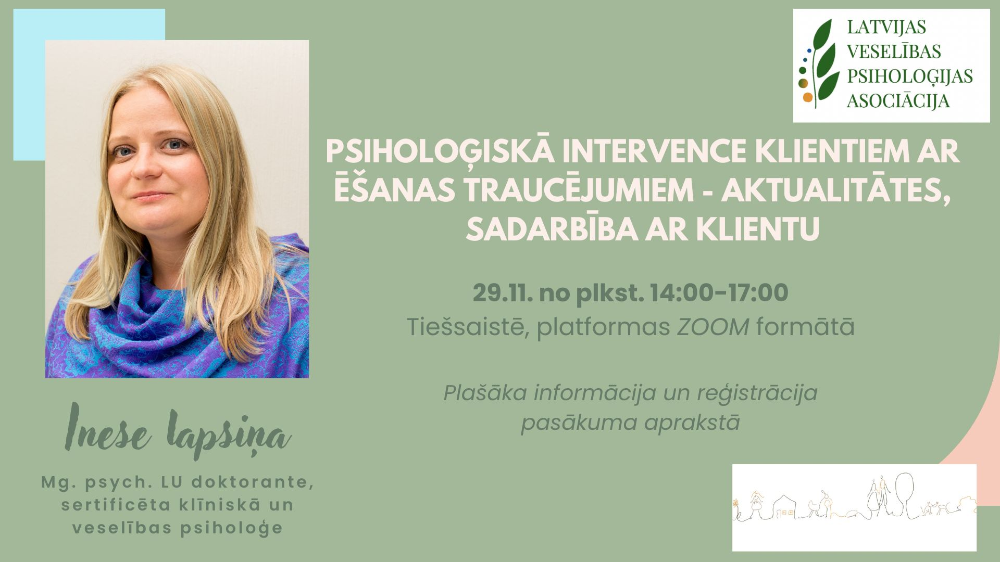 LATVIJAS
VESELĪBAS
PSIHOLOĢIJAS
ASOCIĀCIJA
PSIHOLOĢISKĀ INTERVENCE KLIENTIEM AR
ĒŠANAS TRAUCĒJUMIEM - AKTUALITĀTES,
SADARBĪBA AR KLIENTU
29.11. no plkst. 14:00-17:00
Tiešsaistē, platformas ZOOM formātā
Plašāka informācija un reģistrācija
pasākuma aprakstā
Inese Lapsiņa
Mg. psych. LU doktorante,
sertificēta klīniskā un
veselības psiholoģe